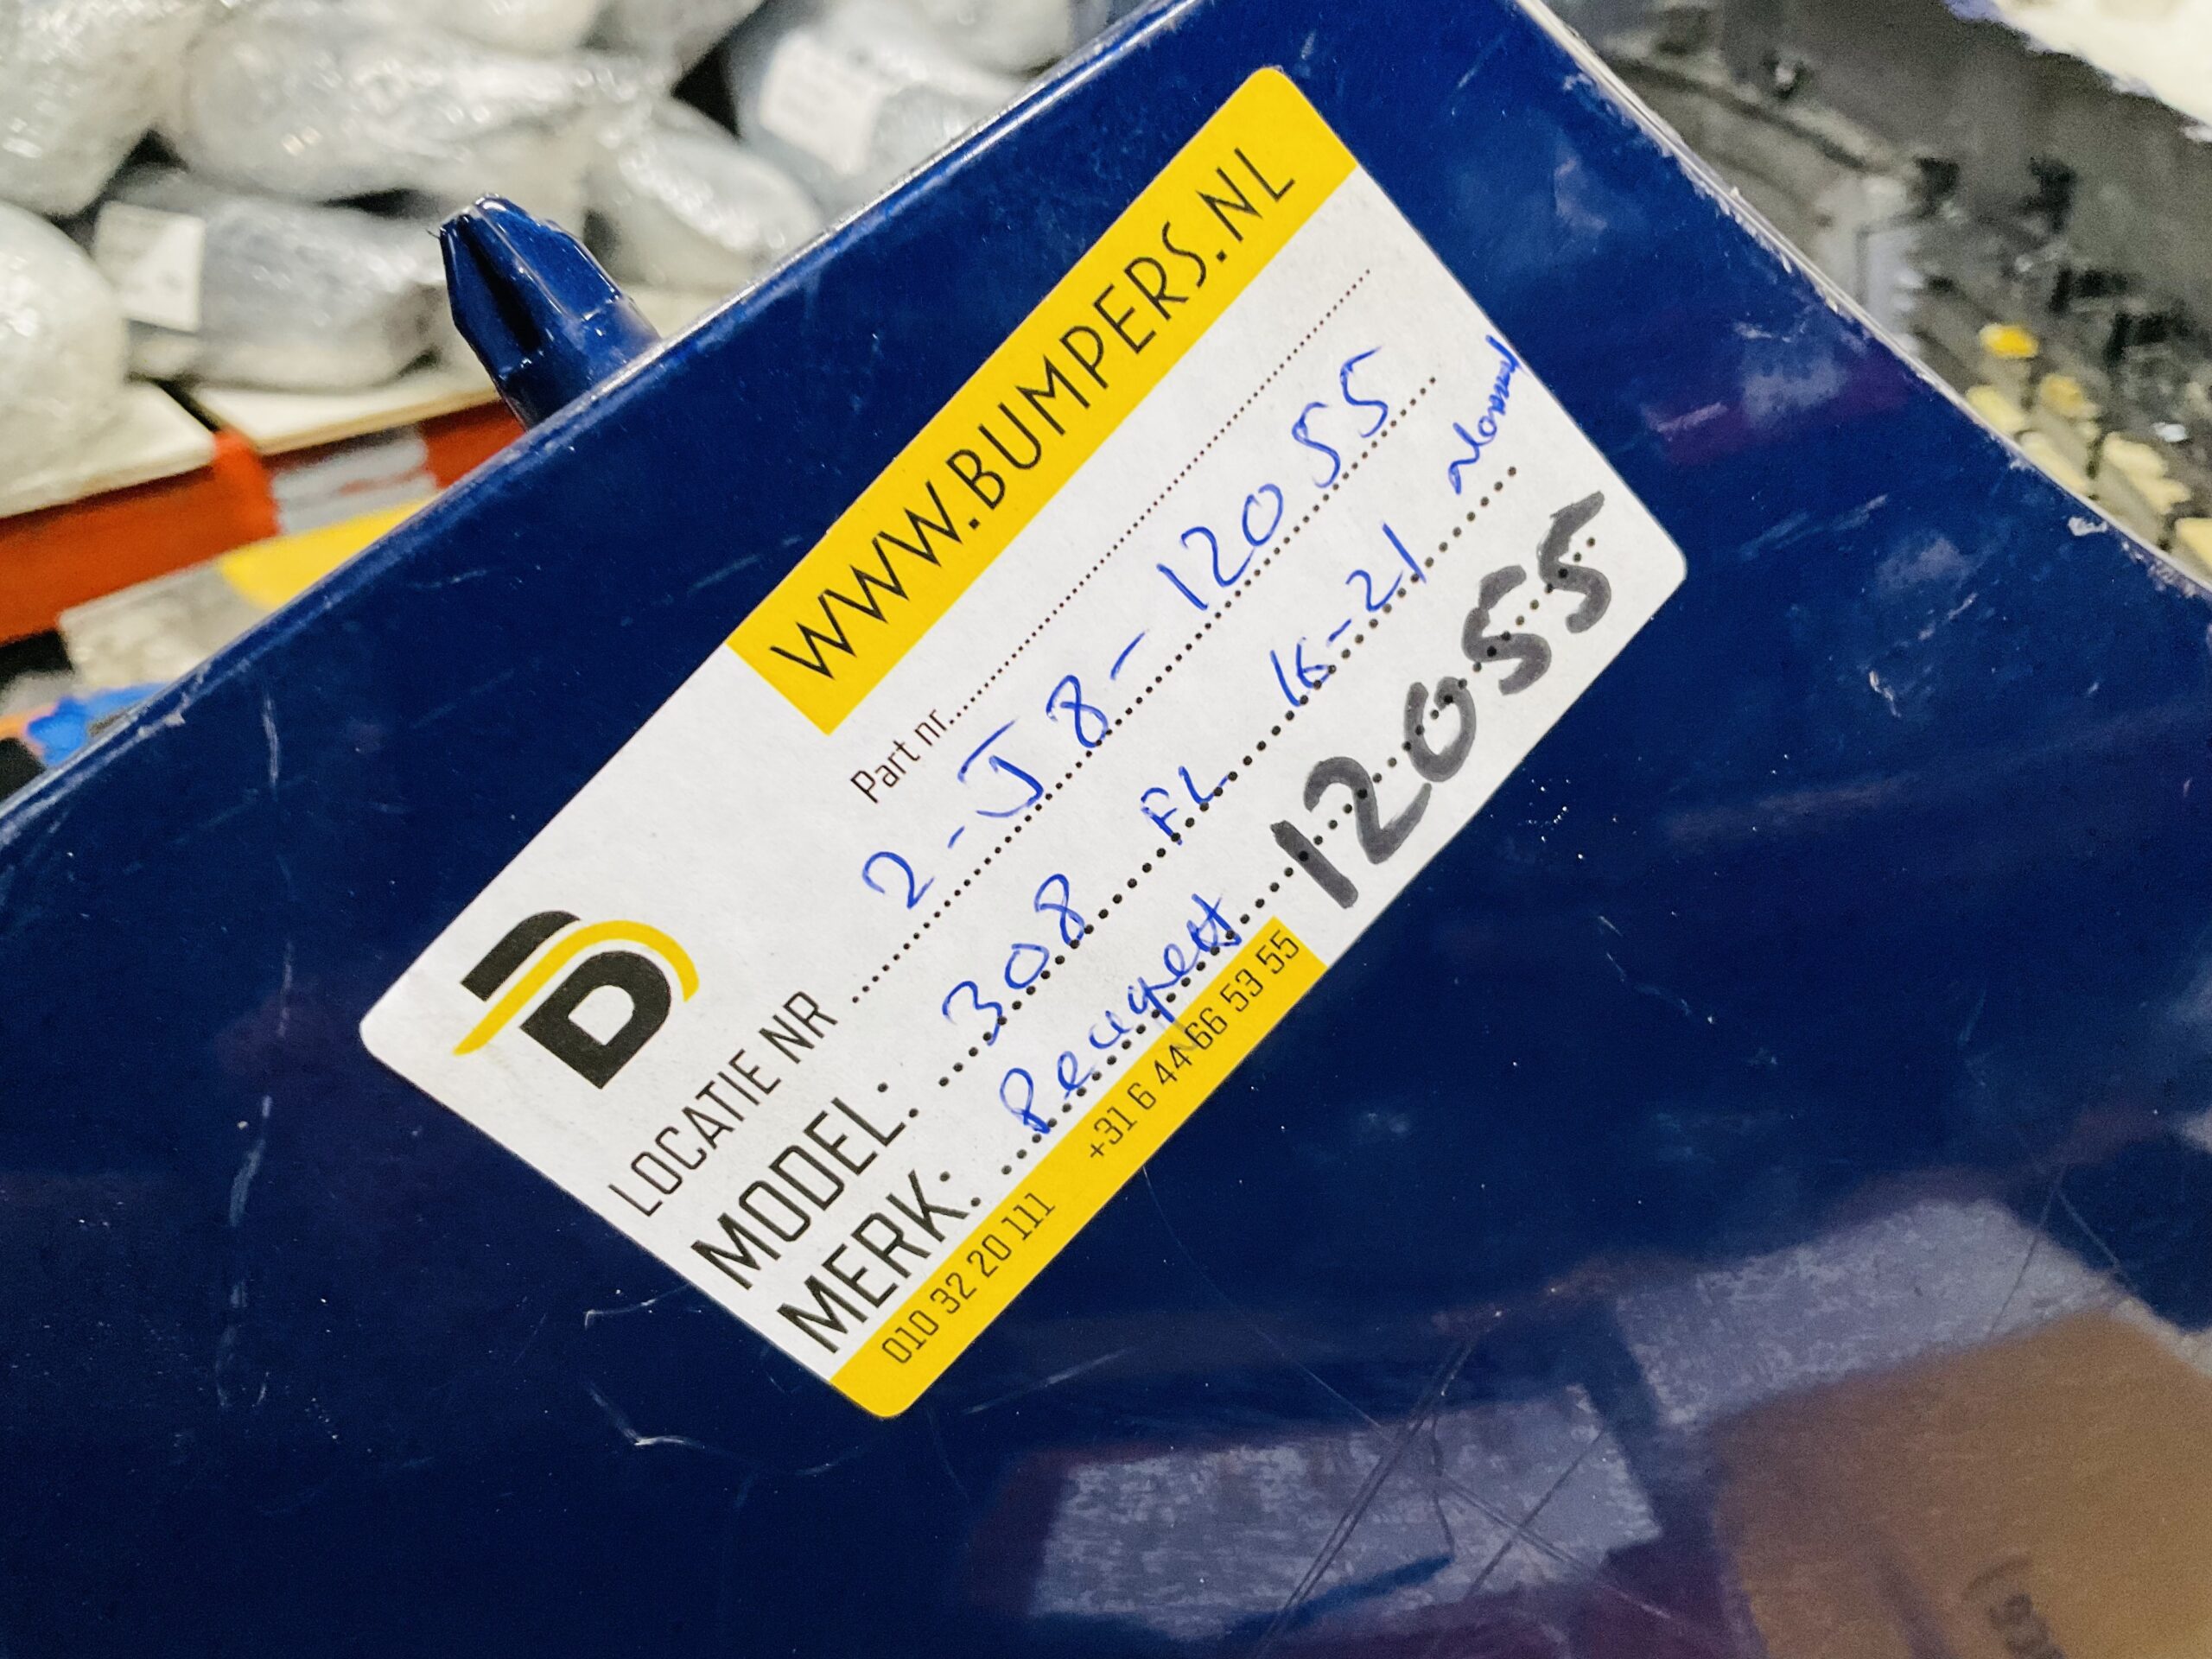 WWW.BUMPERS.NL
Part nr.
LOCATIE NR 2-J8-12055
MODEL: 308 FL 16-21
MERK: Peugeot 12055
010 32 20 111 +31 6 44 66 53 55
B